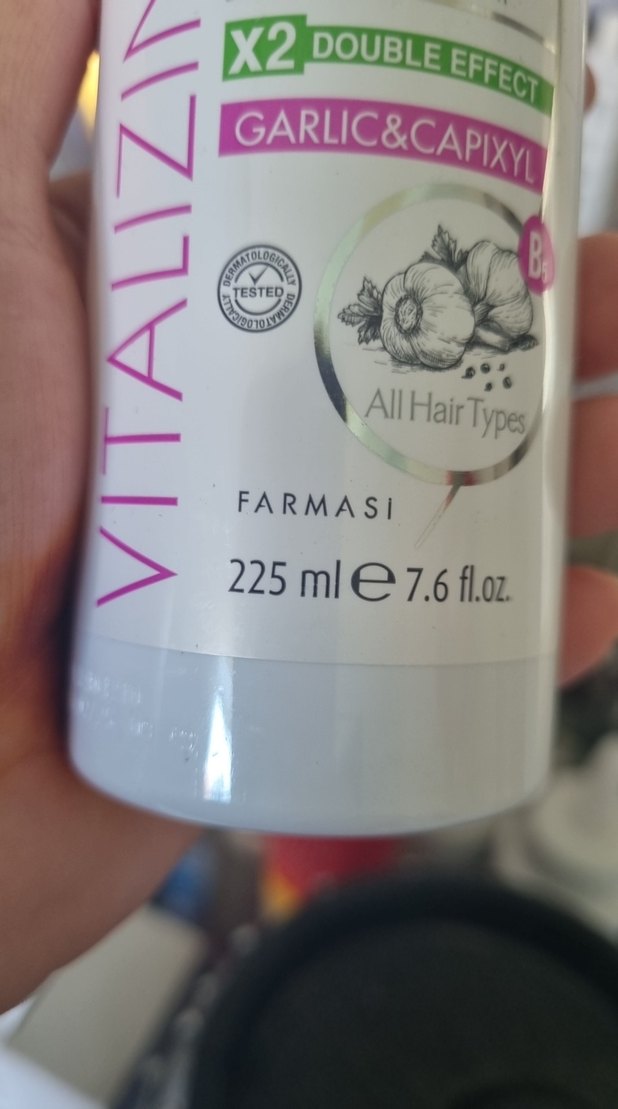 VITALIZIN
X2 DOUBLE EFFECT
GARLIC&CAPIXYL
B5
DERMATOLOGICALLY
TESTED
DERMATOLOGICALLY
All Hair Types
FARMASi
225 ml e 7.6 fl.oz.